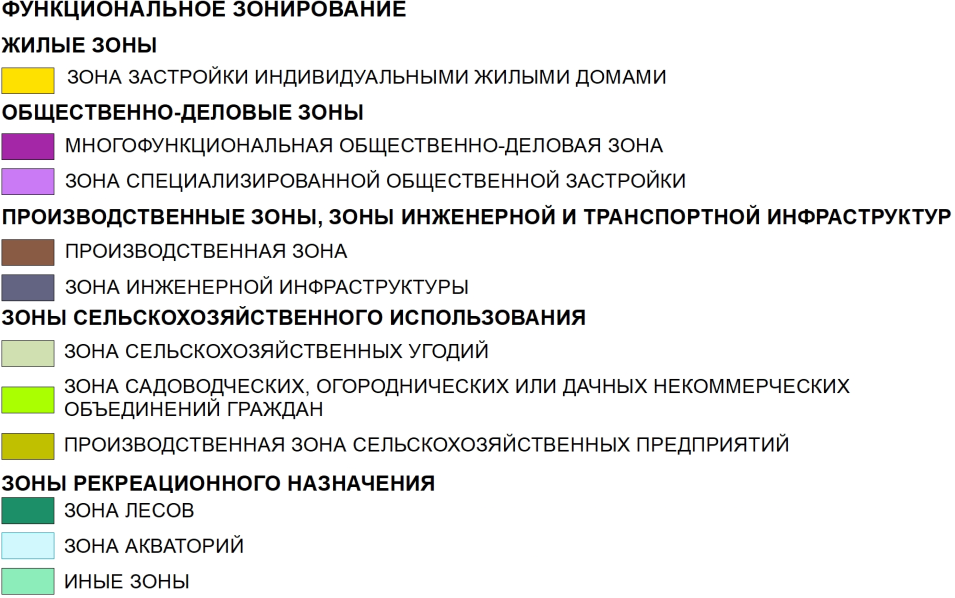 ФУНКЦИОНАЛЬНОЕ ЗОНИРОВАНИЕ
ЖИЛЫЕ ЗОНЫ
ЗОНА ЗАСТРОЙКИ ИНДИВИДУАЛЬНЫМИ ЖИЛЫМИ ДОМАМИ
ОБЩЕСТВЕННО-ДЕЛОВЫЕ ЗОНЫ
МНОГОФУНКЦИОНАЛЬНАЯ ОБЩЕСТВЕННО-ДЕЛОВАЯ ЗОНА
ЗОНА СПЕЦИАЛИЗИРОВАННОЙ ОБЩЕСТВЕННОЙ ЗАСТРОЙКИ
ПРОИЗВОДСТВЕННЫЕ ЗОНЫ, ЗОНЫ ИНЖЕНЕРНОЙ И ТРАНСПОРТНОЙ ИНФРАСТРУКТУР
ПРОИЗВОДСТВЕННАЯ ЗОНА
ЗОНА ИНЖЕНЕРНОЙ ИНФРАСТРУКТУРЫ
ЗОНЫ СЕЛЬСКОХОЗЯЙСТВЕННОГО ИСПОЛЬЗОВАНИЯ
ЗОНА СЕЛЬСКОХОЗЯЙСТВЕННЫХ УГОДИЙ
ЗОНА САДОВОДЧЕСКИХ, ОГОРОДНИЧЕСКИХ ИЛИ ДАЧНЫХ НЕКОММЕРЧЕСКИХ
ОБЪЕДИНЕНИЙ ГРАЖДАН
ПРОИЗВОДСТВЕННАЯ ЗОНА СЕЛЬСКОХОЗЯЙСТВЕННЫХ ПРЕДПРИЯТИЙ
ЗОНЫ РЕКРЕАЦИОННОГО НАЗНАЧЕНИЯ
ЗОНА ЛЕСОВ
ЗОНА АКВАТОРИЙ
ИНЫЕ ЗОНЫ